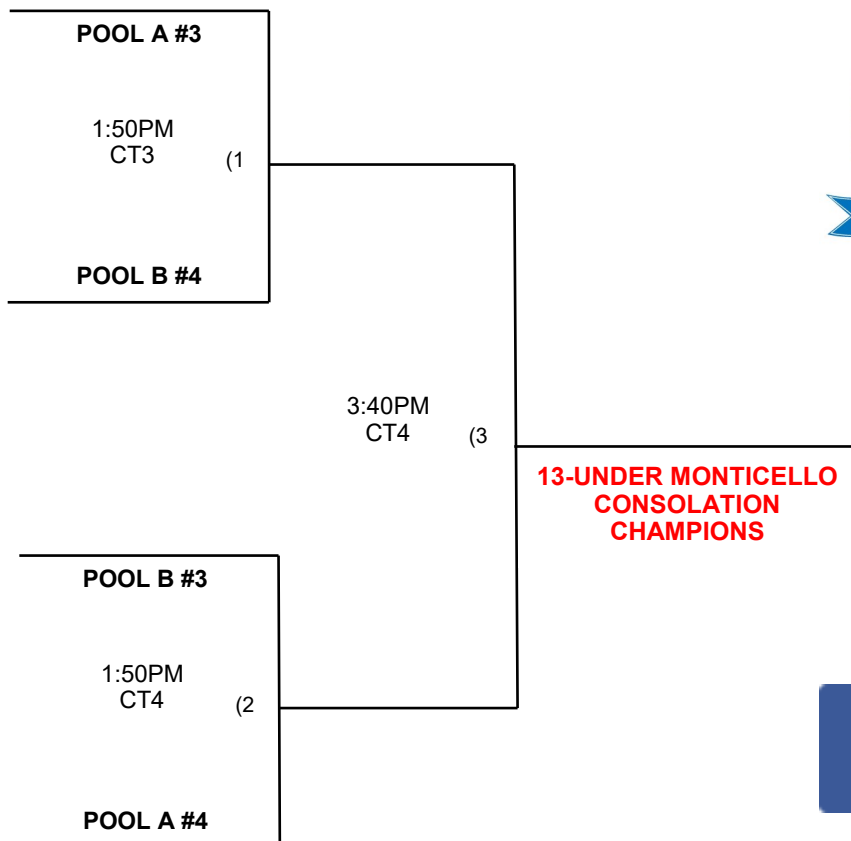 POOL A #3
1:50PM
CT3
(1
POOL B #4
3:40PM
CT4
(3
13-UNDER MONTICELLO
CONSOLATION
CHAMPIONS
POOL B #3
1:50PM
CT4
(2
POOL A #4